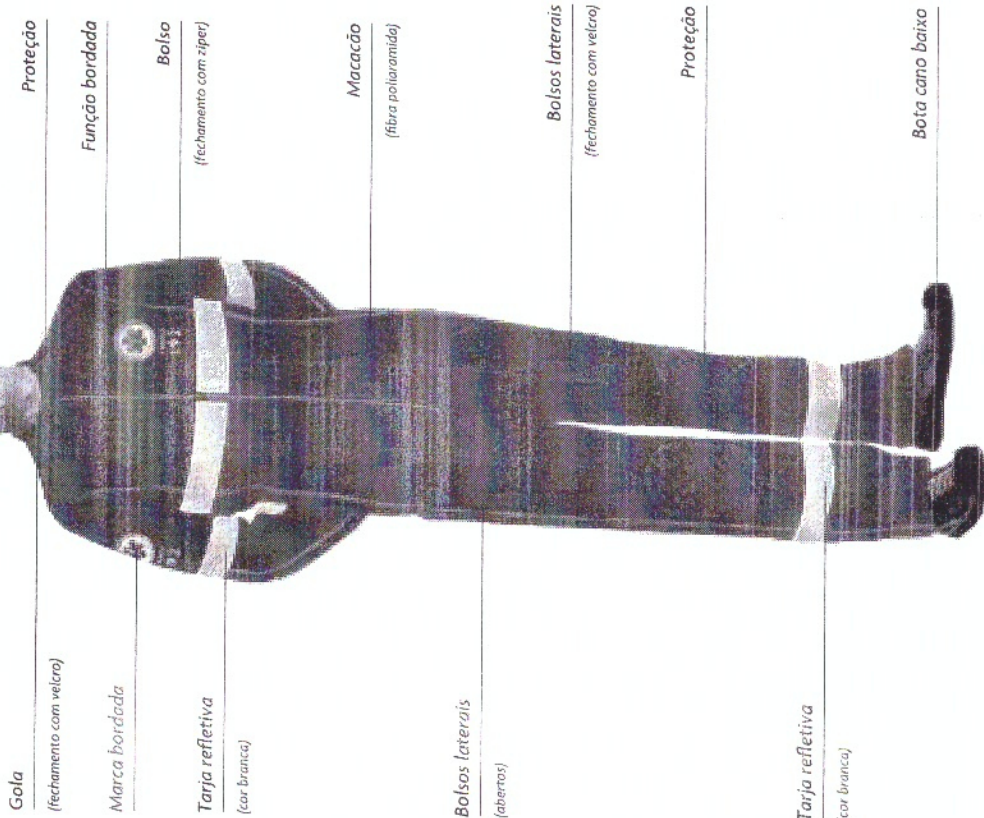 Gola
(fechamento com velcro)
Marca bordada
Tarja refletiva
(cor branca)
Bolsos laterais
(abertos)
Tarja refletiva
(cor branca)
Proteção
Função bordada
Bolso
(fechamento com zíper)
Macacão
(fibra poliaramida)
Bolsos laterais
(fechamento com velcro)
Proteção
Bota cano baixo